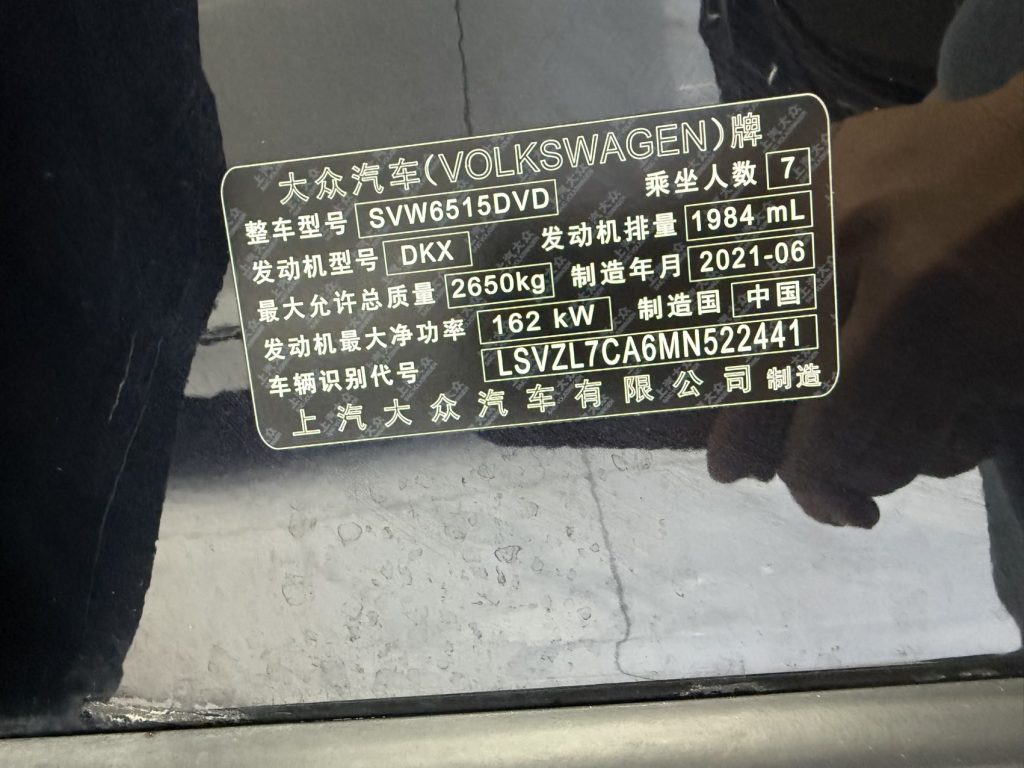 大众汽车(VOLKSWAGEN)牌
整车型号 SVW6515DVD 乘坐人数 7
发动机型号 DKX 发动机排量 1984 mL
最大允许总质量 2650kg 制造年月 2021-06
发动机最大净功率 162 kW 制造国 中国
车辆识别代号 LSVZL7CA6MN522441
上汽大众汽车有限公司 制造